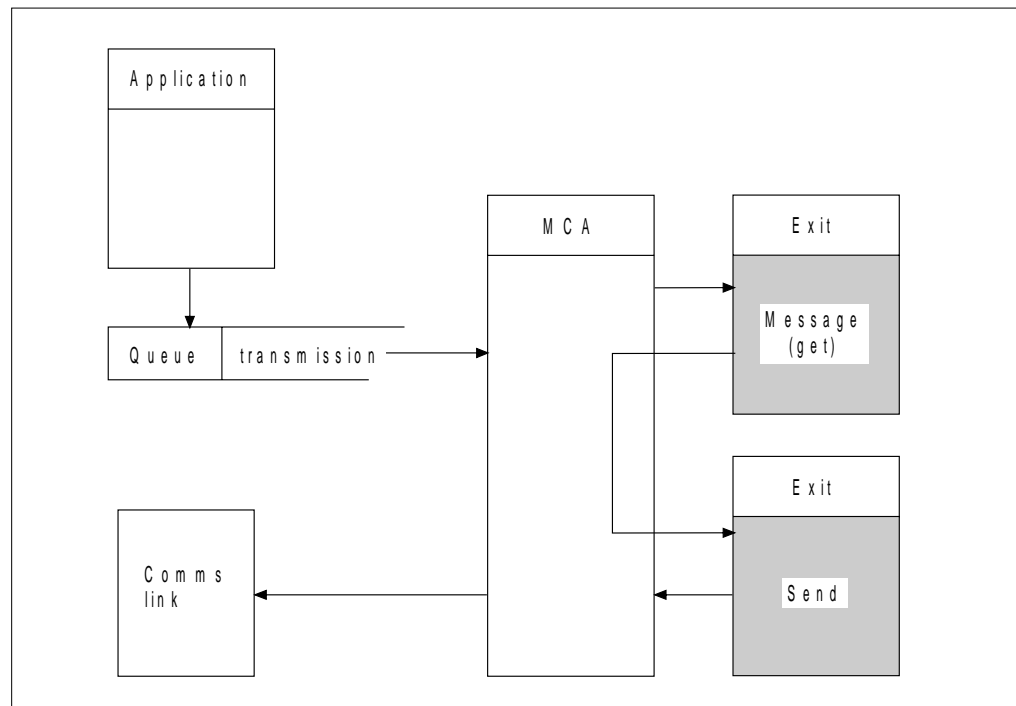 Application
MCA
Exit
Message
(get)
Queue
transmission
Exit
Comms
link
Send